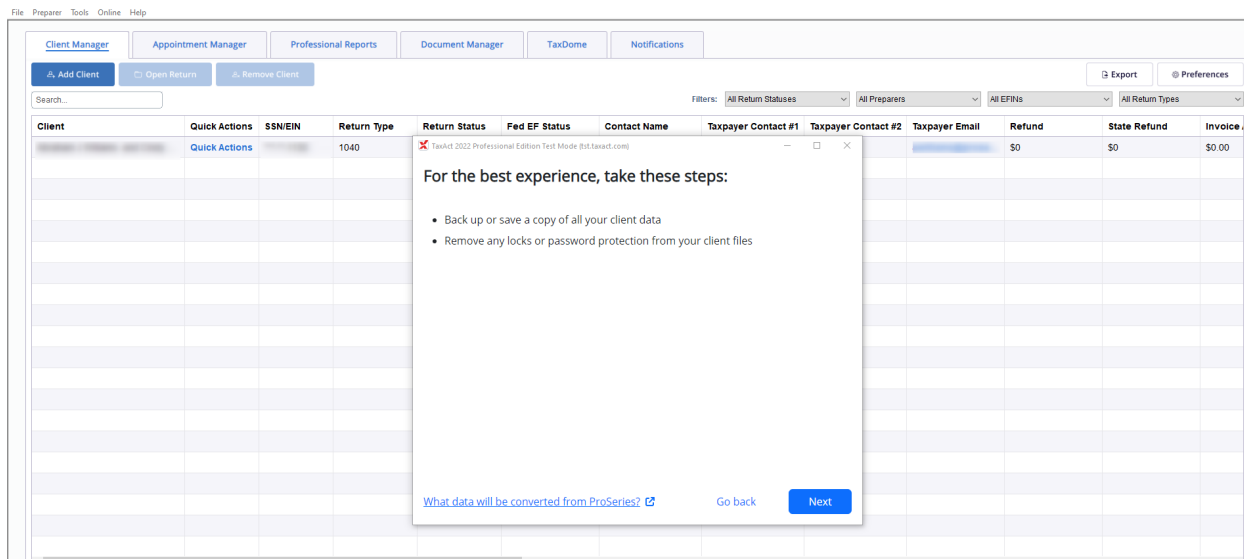 File Preparer Tools Online Help
Client Manager Appointment Manager Professional Reports Document Manager TaxDome Notifications
Add Client Open Return Remove Client Export Preferences
Search... Filters: All Return Statuses All Preparers All EFINs All Return Types
Client Quick Actions SSN/EIN Return Type Return Status Fed EF Status Contact Name Taxpayer Contact #1 Taxpayer Contact #2 Taxpayer Email Refund State Refund Invoice
Quick Actions 1040 $0 $0 $0.00
TaxAct 2022 Professional Edition Test Mode (tst.taxact.com)
For the best experience, take these steps:
• Back up or save a copy of all your client data
• Remove any locks or password protection from your client files
What data will be converted from ProSeries? Go back Next